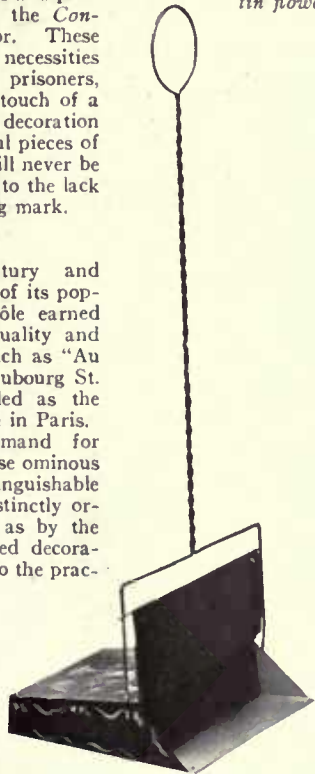 tin flowe
the Con-
or. These
necessities
prisoners,
touch of a
decoration
al pieces of
ill never be
to the lack
g mark.
tury and
of its pop-
ôle earned
uality and
ch as "Au
ubourg St.
led as the
e in Paris.
mand for
se ominous
nguishable
stinctly or-
as by the
ed decora-
o the prac-